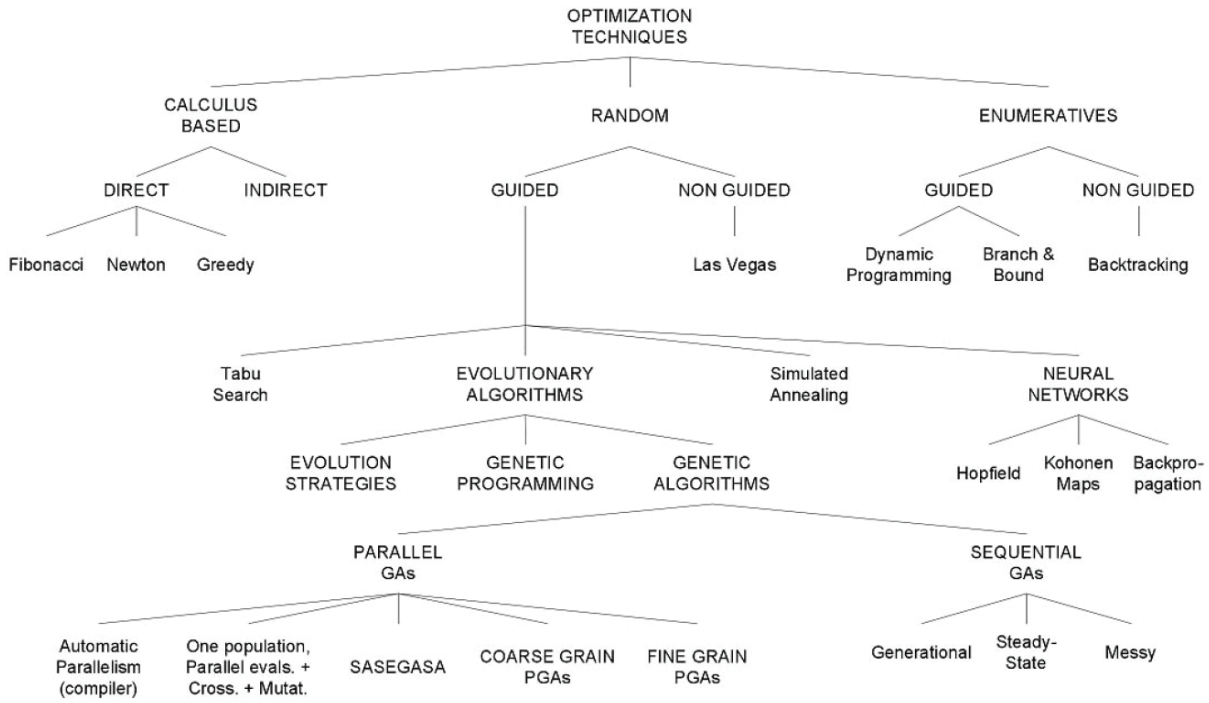 OPTIMIZATION
TECHNIQUES
CALCULUS
BASED
RANDOM
ENUMERATIVES
DIRECT
INDIRECT
GUIDED
NON GUIDED
GUIDED
NON GUIDED
Fibonacci
Newton
Greedy
Las Vegas
Dynamic
Programming
Branch &
Bound
Backtracking
Tabu
Search
EVOLUTIONARY
ALGORITHMS
Simulated
Annealing
NEURAL
NETWORKS
EVOLUTION
STRATEGIES
GENETIC
PROGRAMMING
GENETIC
ALGORITHMS
Hopfield
Kohonen
Maps
Backpro-
pagation
PARALLEL
GAs
SEQUENTIAL
GAs
Automatic
Parallelism
(compiler)
One population,
Parallel evals. +
Cross. + Mutat.
SASEGASA
COARSE GRAIN
PGAs
FINE GRAIN
PGAs
Generational
Steady-
State
Messy